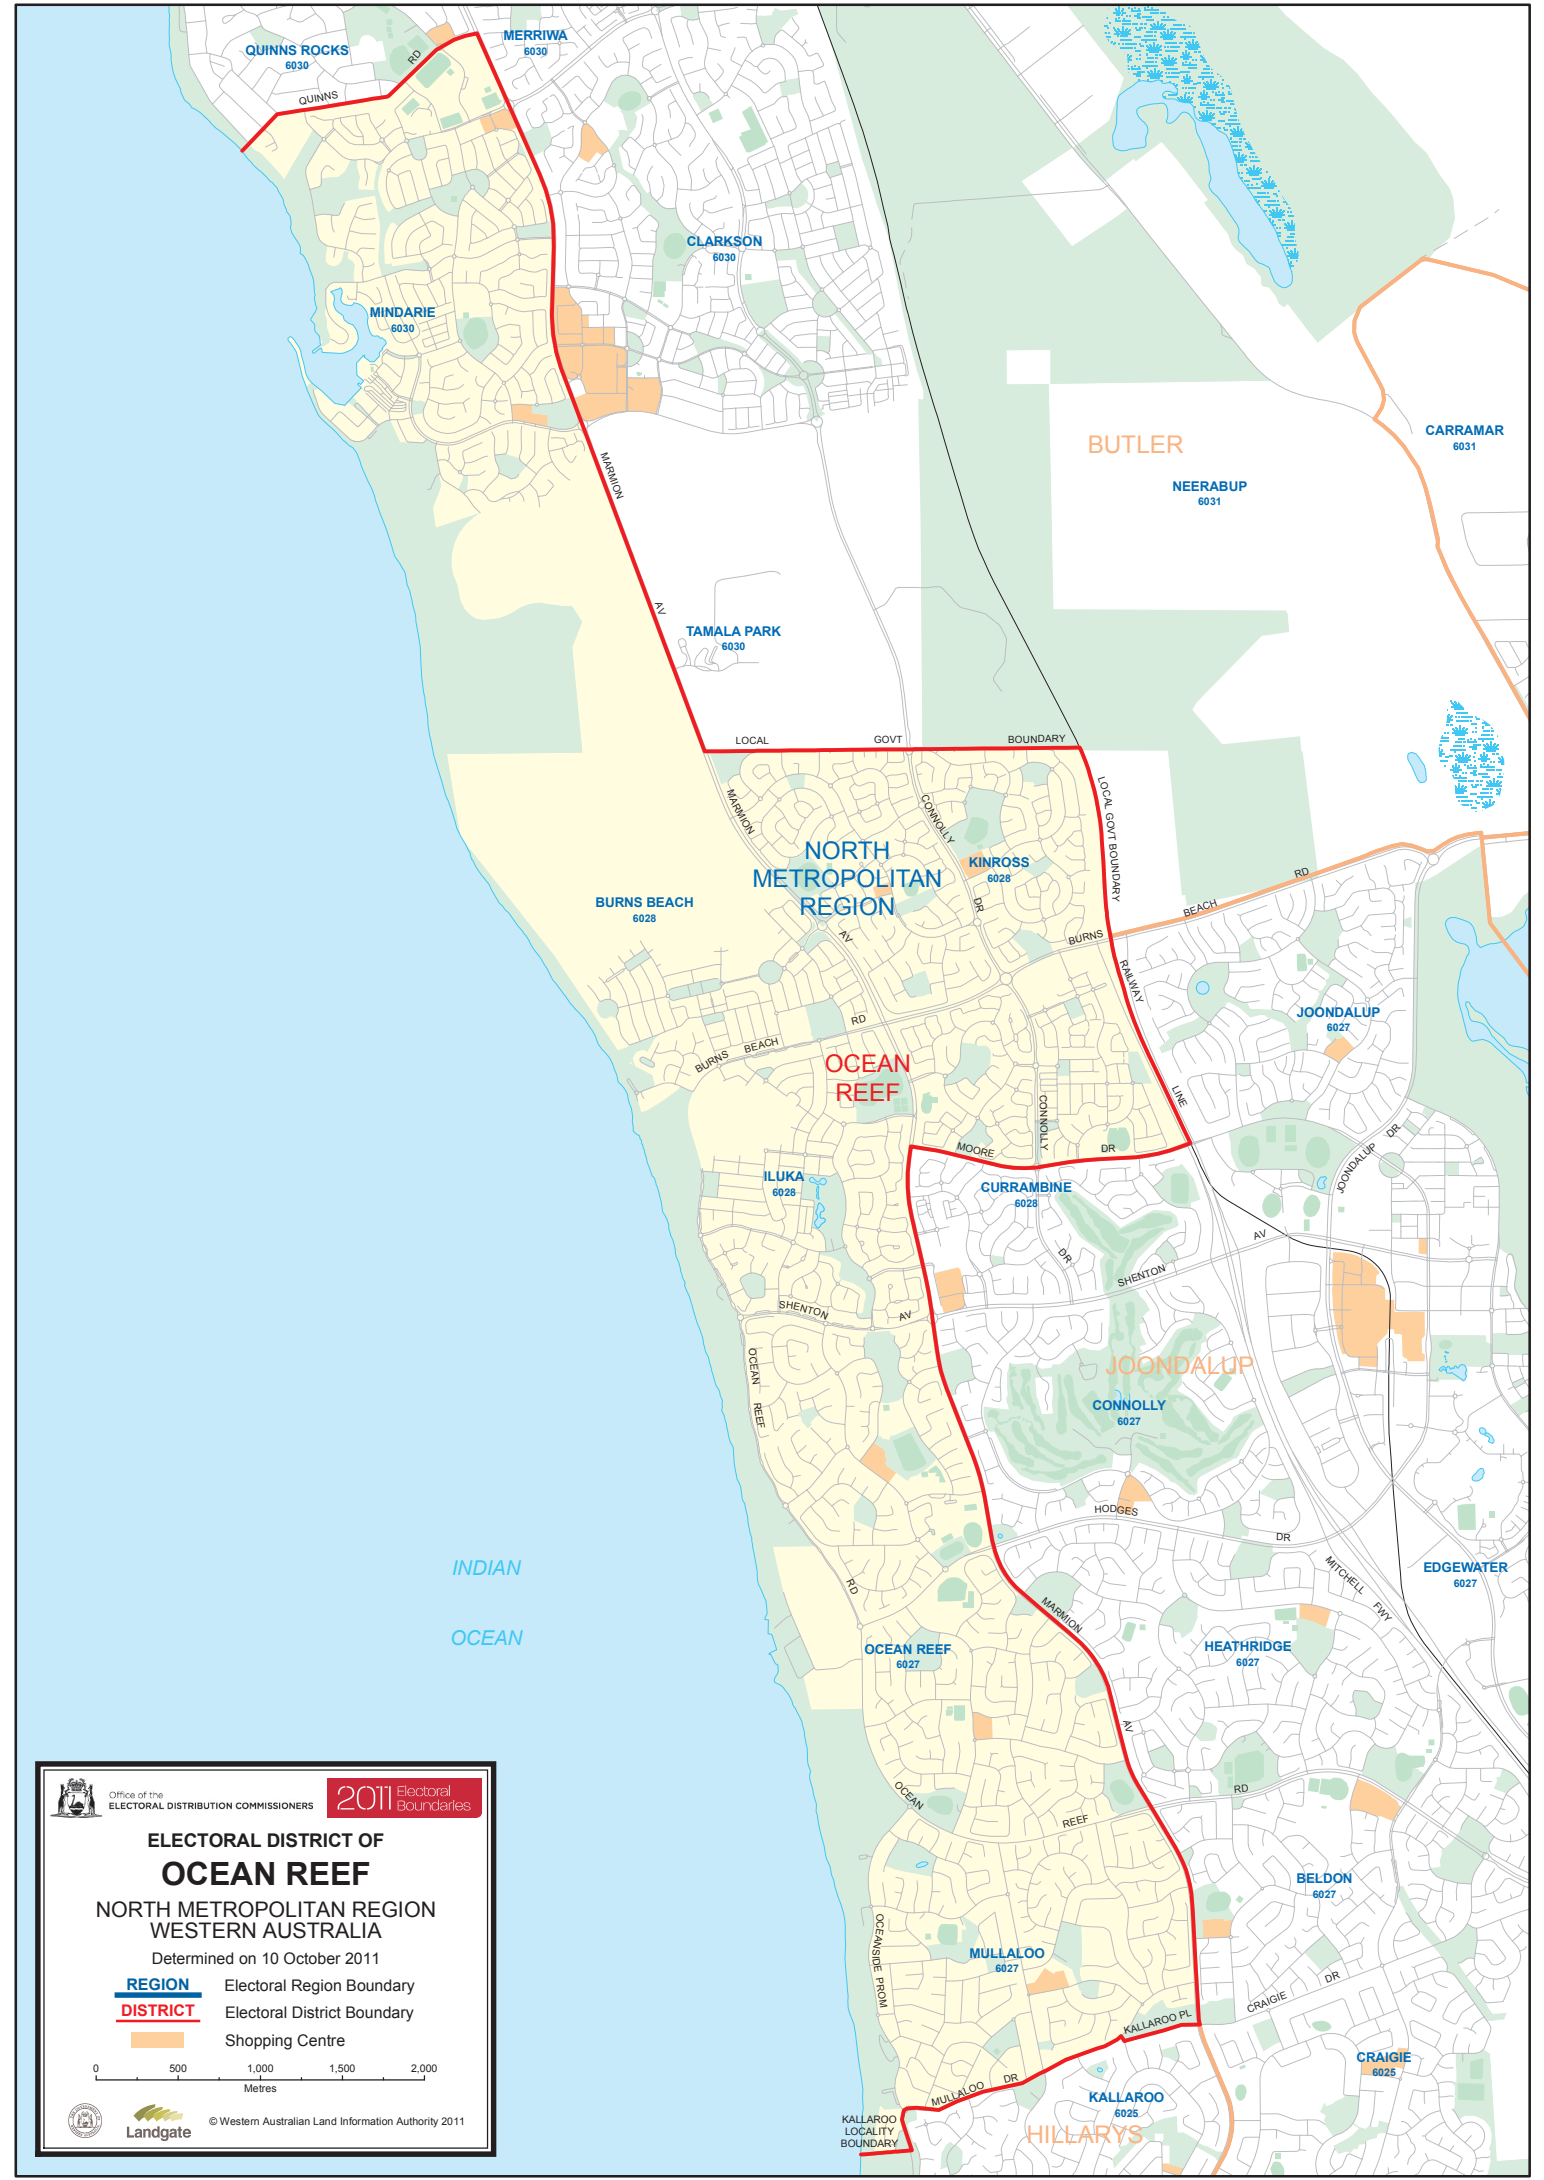 QUINNS ROCKS
6030
MERRIWA
6030
QUINNS
RD
CLARKSON
6030
MINDARIE
6030
MARMION
AV
BUTLER
CARRAMAR
6031
NEERABUP
6031
TAMALA PARK
6030
LOCAL GOVT BOUNDARY
LOCAL GOVT BOUNDARY
MARMION
AV
CONNOLLY
DR
NORTH
METROPOLITAN
REGION
KINROSS
6028
BURNS BEACH
6028
BURNS
BEACH
RD
RAILWAY
LINE
JOONDALUP
6027
BURNS
BEACH
RD
OCEAN
REEF
CONNOLLY
DR
MOORE
DR
JOONDALUP
DR
ILUKA
6028
CURRAMBINE
6028
SHENTON
AV
SHENTON
AV
OCEAN
REEF
RD
JOONDALUP
CONNOLLY
6027
HODGES
DR
MITCHELL
FWY
EDGEWATER
6027
INDIAN
OCEAN
MARMION
AV
OCEAN REEF
6027
HEATHRIDGE
6027
OCEAN
REEF
RD
BELDON
6027
OCEANSIDE PROM
MULLALOO
6027
CRAIGIE
DR
KALLAROO PL
MULLALOO
DR
CRAIGIE
6025
KALLAROO
6025
KALLAROO
LOCALITY
BOUNDARY
HILLARYS
Office of the
ELECTORAL DISTRIBUTION COMMISSIONERS
2011 Electoral
Boundaries
ELECTORAL DISTRICT OF
OCEAN REEF
NORTH METROPOLITAN REGION
WESTERN AUSTRALIA
Determined on 10 October 2011
REGION Electoral Region Boundary
DISTRICT Electoral District Boundary
Shopping Centre
0 500 1,000 1,500 2,000
Metres
Landgate
© Western Australian Land Information Authority 2011